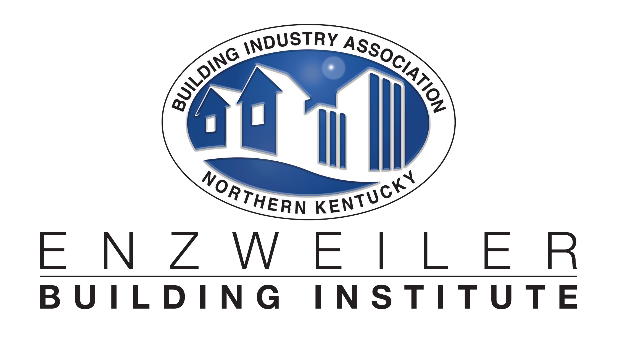 BUILDING INDUSTRY ASSOCIATION
NORTHERN KENTUCKY
ENZWEILER
BUILDING INSTITUTE